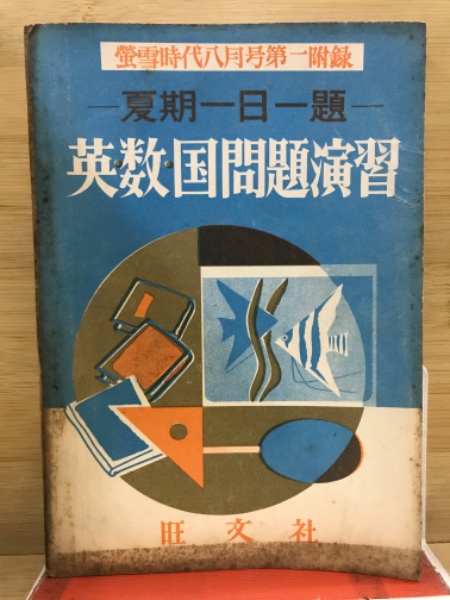 螢雪時代八月号第一附録
―夏期一日一題―
英・数・国問題演習
旺文社